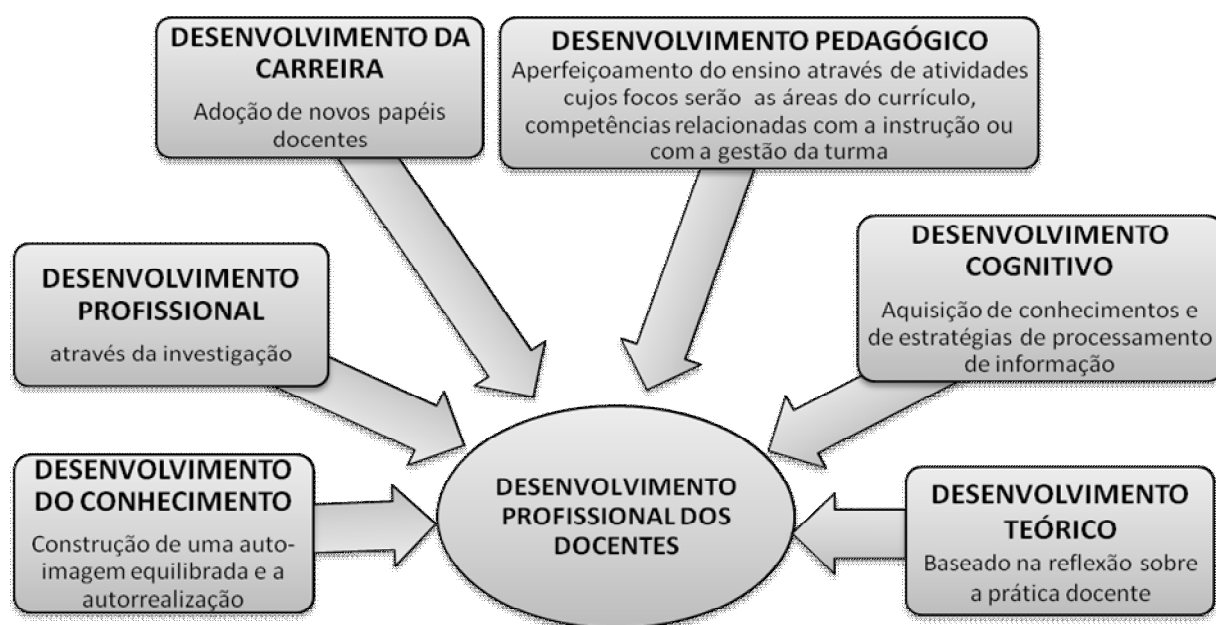 DESENVOLVIMENTO DA
CARREIRA
Adoção de novos papéis
docentes
DESENVOLVIMENTO PEDAGÓGICO
Aperfeiçoamento do ensino através de atividades
cujos focos serão as áreas do currículo,
competências relacionadas com a instrução ou
com a gestão da turma
DESENVOLVIMENTO
PROFISSIONAL
através da investigação
DESENVOLVIMENTO
COGNITIVO
Aquisição de conhecimentos e
de estratégias de processamento
de informação
DESENVOLVIMENTO
DO CONHECIMENTO
Construção de uma auto-
imagem equilibrada e a
autorrealização
DESENVOLVIMENTO
PROFISSIONAL DOS
DOCENTES
DESENVOLVIMENTO
TEÓRICO
Baseado na reflexão sobre
a prática docente